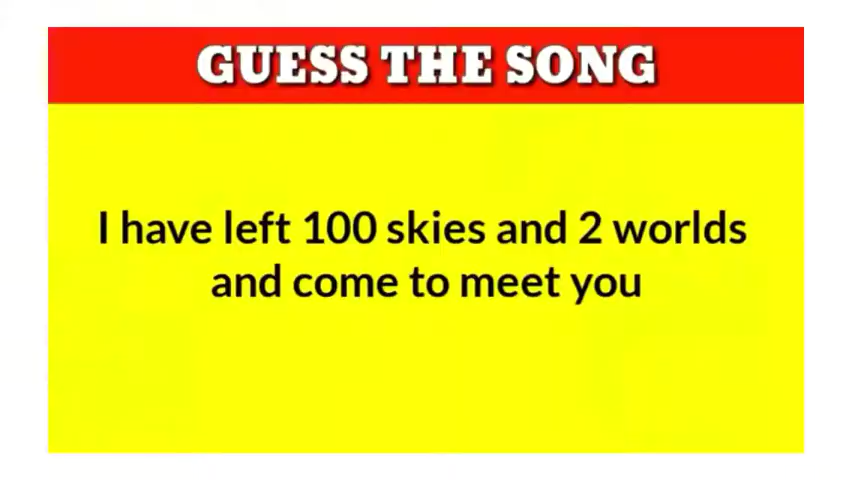 GUESS THE SONG
I have left 100 skies and 2 worlds
and come to meet you